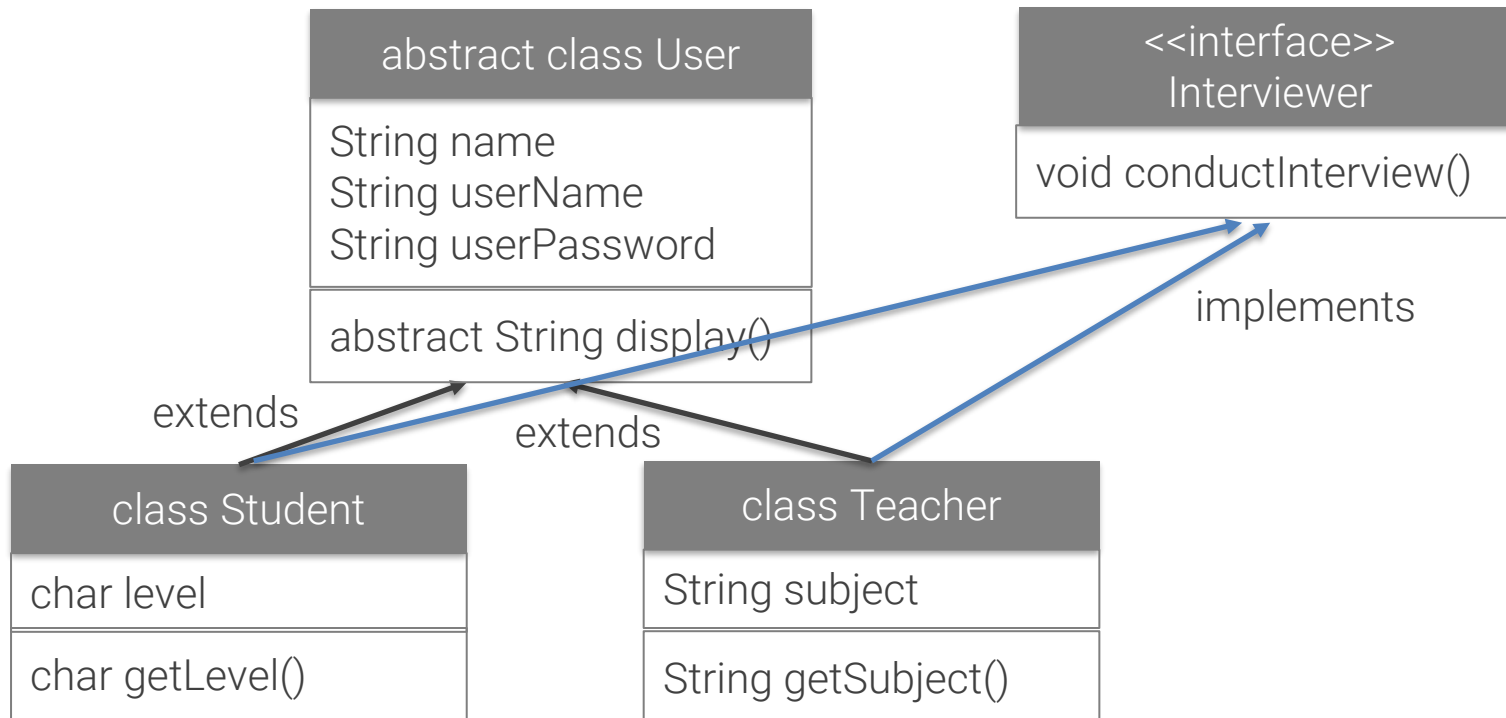 abstract class User
String name
String userName
String userPassword
abstract String display()
<<interface>>
Interviewer
void conductInterview()
implements
extends
extends
class Student
char level
char getLevel()
class Teacher
String subject
String getSubject()